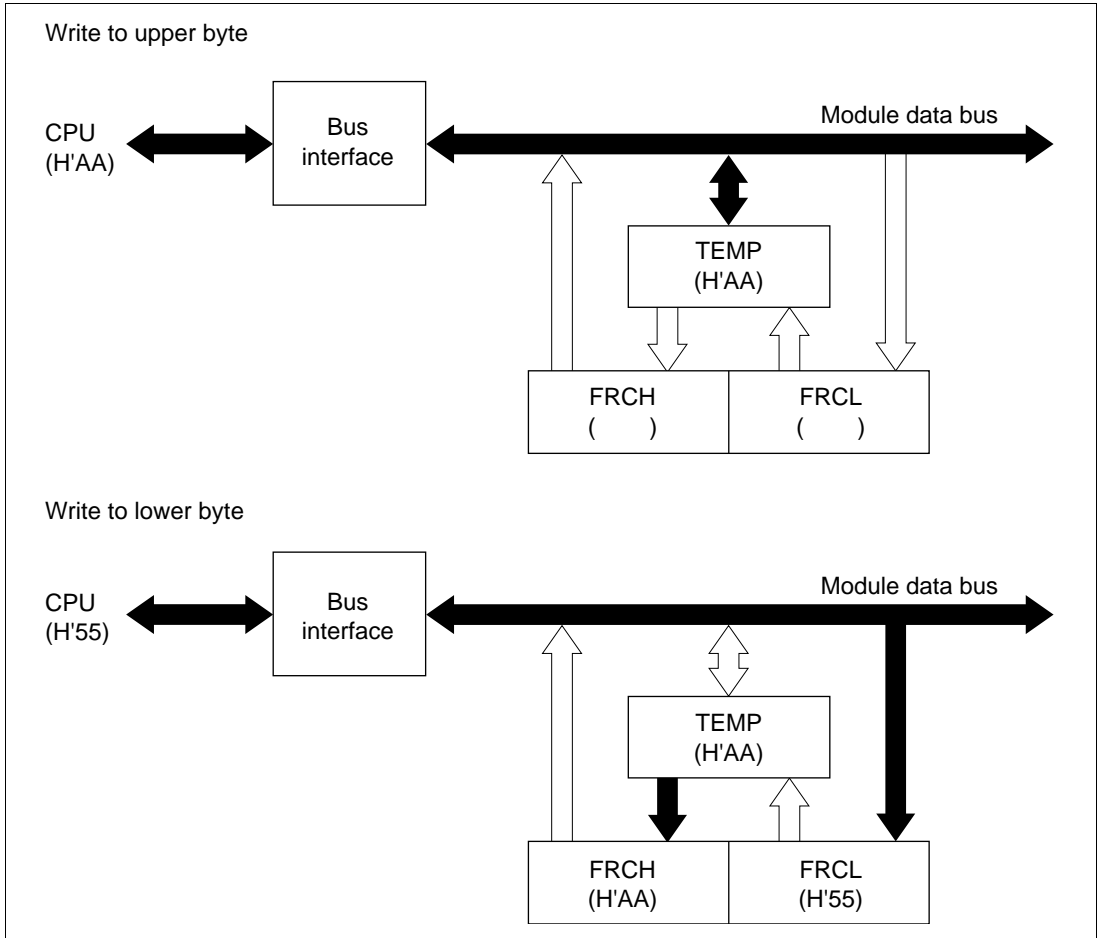 Write to upper byte
CPU
(H'AA)
Bus
interface
Module data bus
TEMP
(H'AA)
FRCH
(    )
FRCL
(    )
Write to lower byte
CPU
(H'55)
Bus
interface
Module data bus
TEMP
(H'AA)
FRCH
(H'AA)
FRCL
(H'55)